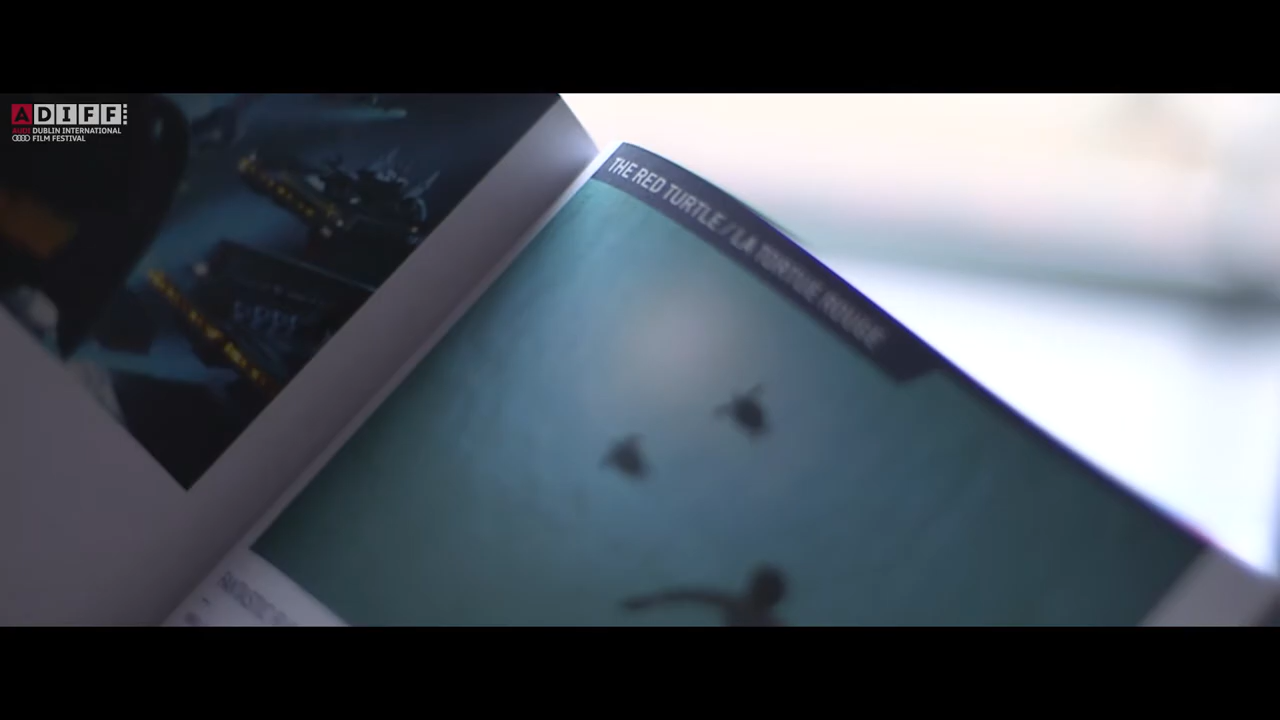 ADIFF
AUDI DUBLIN INTERNATIONAL
FILM FESTIVAL
THE RED TURTLE / LA TORTUE ROUGE